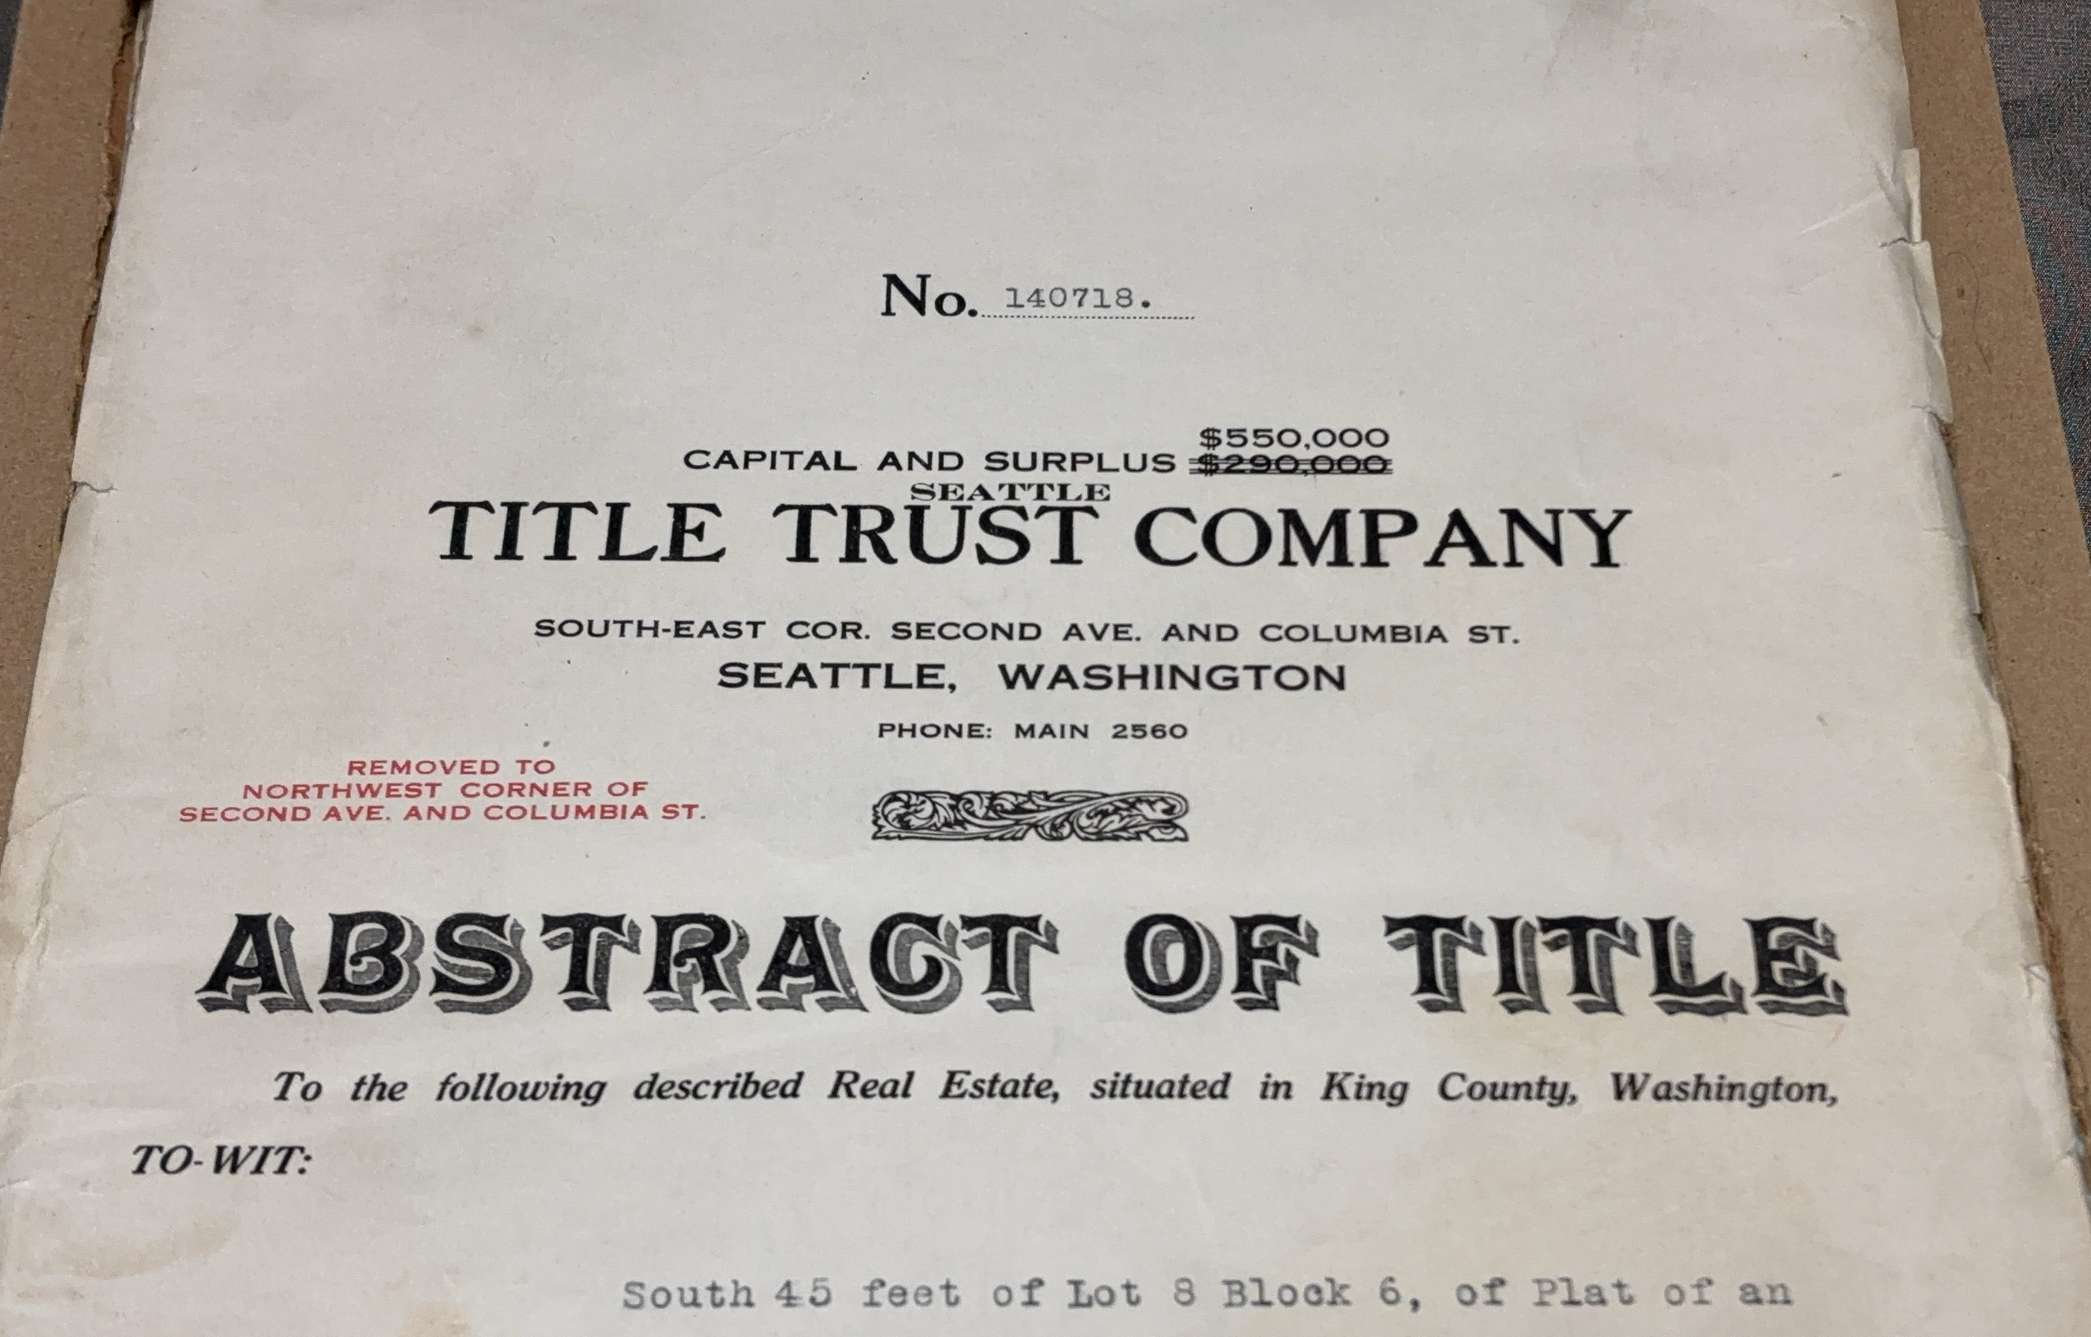 No. 140718.
$550,000
CAPITAL AND SURPLUS $290,000
SEATTLE
TITLE TRUST COMPANY
SOUTH-EAST COR. SECOND AVE. AND COLUMBIA ST.
SEATTLE, WASHINGTON
PHONE: MAIN 2560
REMOVED TO
NORTHWEST CORNER OF
SECOND AVE. AND COLUMBIA ST.
ABSTRACT OF TITLE
To the following described Real Estate, situated in King County, Washington,
TO-WIT:
South 45 feet of Lot 8 Block 6, of Plat of an